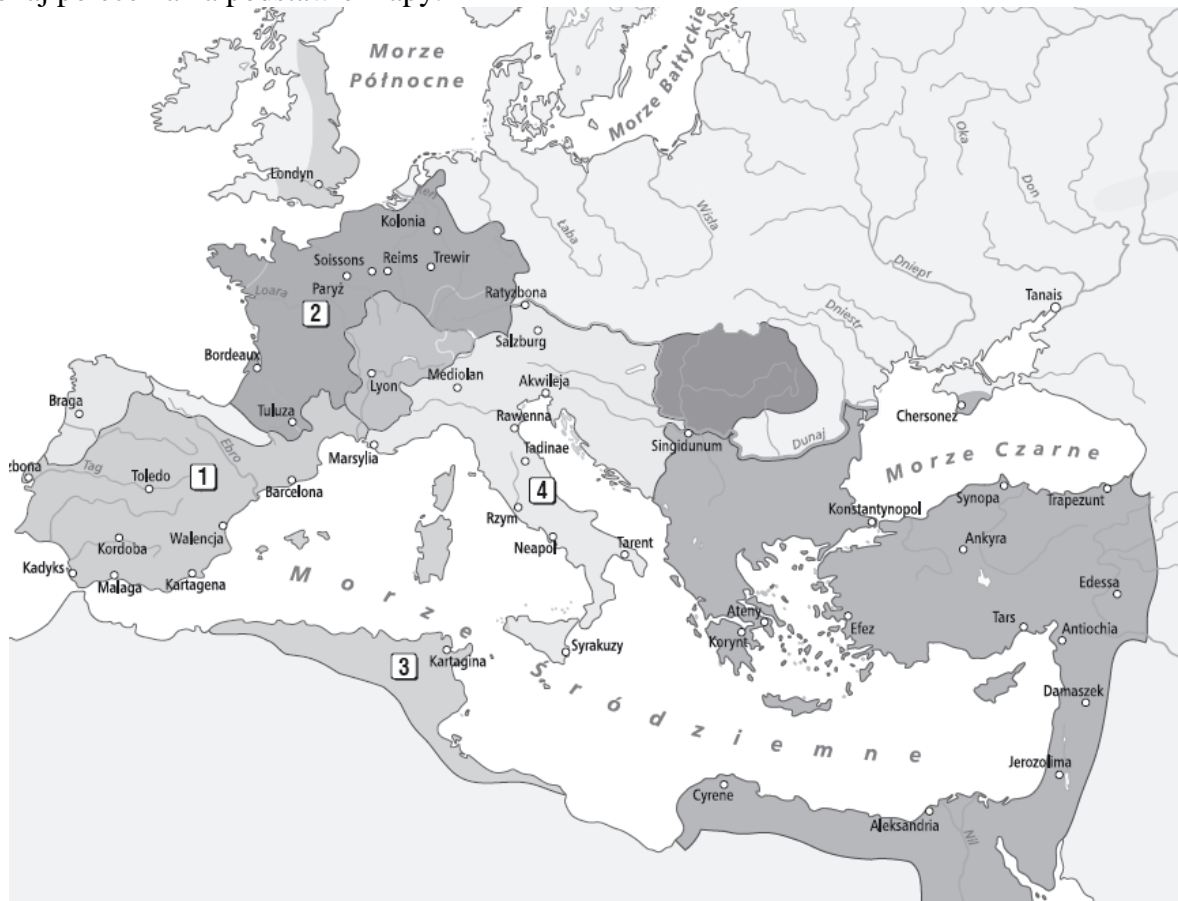 Morze
Północne
Morze Bałtyckie
Londyn
Kolonia
Soissons
Reims
Trewir
Paryż
Loara
2
Ratyzbona
Salzburg
Łaba
Wisła
Oka
Don
Dniepr
Dniestr
Tanais
Bordeaux
Lyon
Mediolan
Akwileja
Braga
Tuluza
Rawenna
Singidunum
Dunaj
Chersonez
Morze Czarne
Marsylia
Tadinae
zbona
Tag
Ebro
Toledo
1
Barcelona
4
Rzym
Synopa
Trapezunt
Konstantynopol
Kordoba
Walencja
Neapol
Tarent
Ankyra
Kadyks
Malaga
Kartagena
Edessa
Morze Śródziemne
Ateny
Korynt
Efez
Tars
Antiochia
3
Kartagina
Syrakuzy
Damaszek
Jerozolima
Cyrene
Aleksandria
Nil